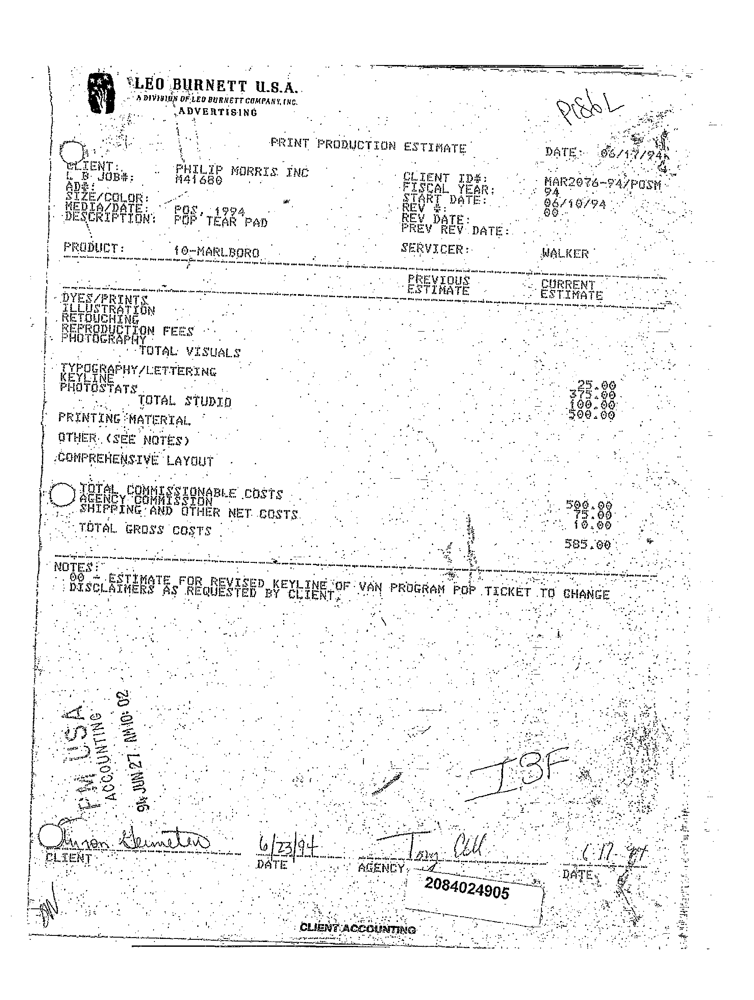 LEO BURNETT U.S.A.
A DIVISION OF LEO BURNETT COMPANY, INC.
ADVERTISING
PRINT PRODUCTION ESTIMATE
DATE: 06/17/94
CLIENT: PHILIP MORRIS INC CLIENT ID#: MAR2076-94/POSM
L B JOB#: M41680 FISCAL YEAR: 94
AD#: START DATE: 06/10/94
SIZE/COLOR: REV #: 00
MEDIA/DATE: POS, 1994 REV DATE:
DESCRIPTION: POP TEAR PAD PREV REV DATE:
PRODUCT: 10-MARLBORO SERVICER: WALKER
PREVIOUS ESTIMATE CURRENT ESTIMATE
DYES/PRINTS
ILLUSTRATION
RETOUCHING
REPRODUCTION FEES
PHOTOGRAPHY
TOTAL VISUALS
TYPOGRAPHY/LETTERING 25.00
KEYLINE 375.00
PHOTOSTATS 100.00
TOTAL STUDIO 500.00
PRINTING MATERIAL
OTHER (SEE NOTES)
COMPREHENSIVE LAYOUT
TOTAL COMMISSIONABLE COSTS 500.00
AGENCY COMMISSION 75.00
SHIPPING AND OTHER NET COSTS 10.00
TOTAL GROSS COSTS 585.00
NOTES:
00 - ESTIMATE FOR REVISED KEYLINE OF VAN PROGRAM POP TICKET TO CHANGE
DISCLAIMERS AS REQUESTED BY CLIENT.
PM USA
ACCOUNTING
94 JUN 27 AM 10: 02
I3F
6/23/94 6 17 94
CLIENT DATE AGENCY DATE
2084024905
CLIENT ACCOUNTING